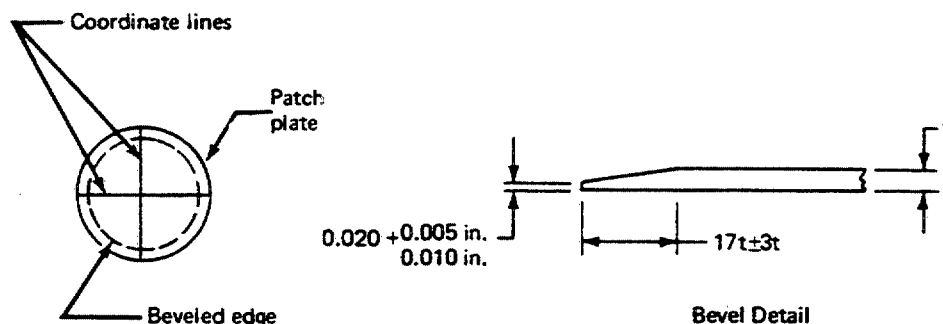 Coordinate lines
Patch
plate
Beveled edge
0.020 +0.005 in.
0.010 in.
17t±3t
Bevel Detail